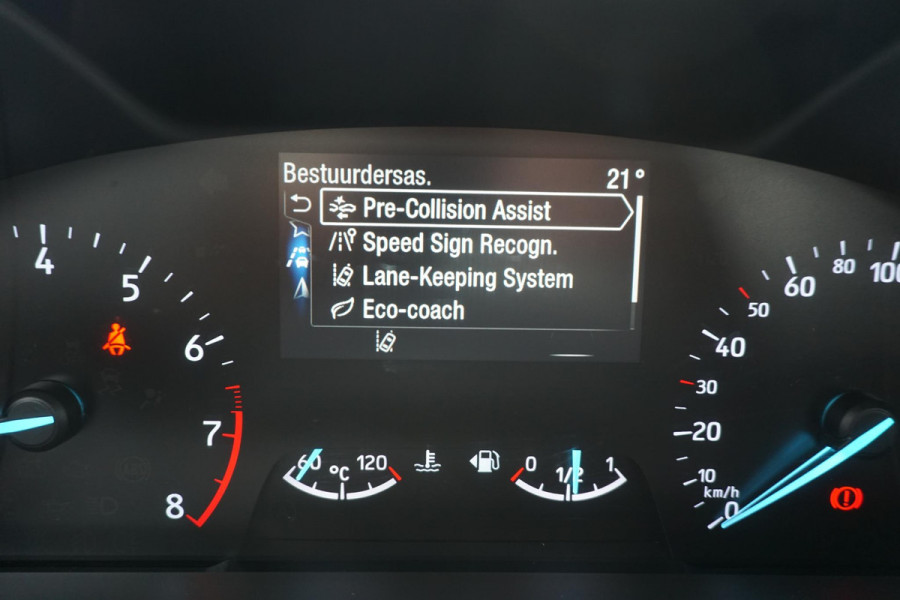 Bestuurdersas. 21°
Pre-Collision Assist
Speed Sign Recogn.
Lane-Keeping System
Eco-coach
4
5
6
7
8
60 °C 120
0 1/2 1
0
10
20
30
40
50
60
80
100
km/h